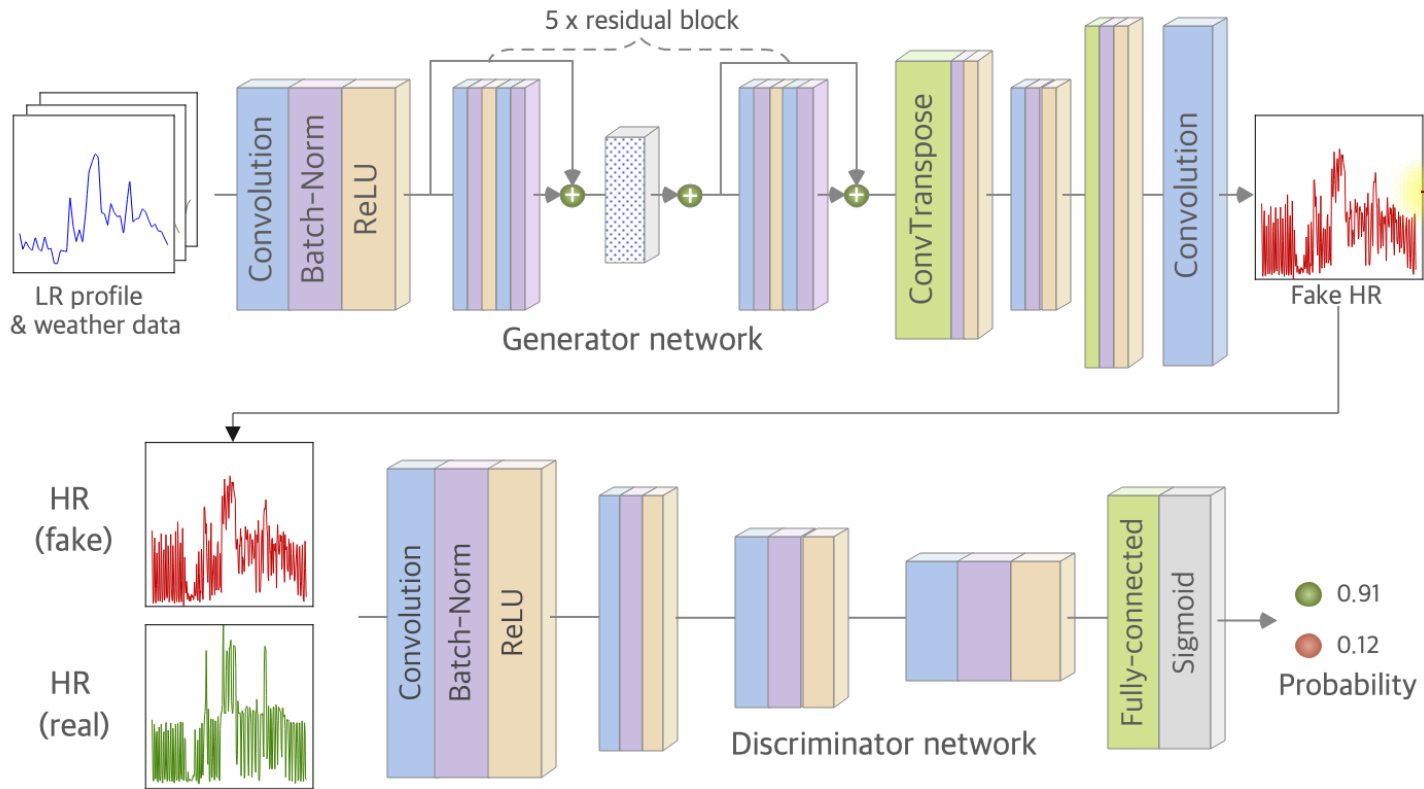 5 x residual block
Convolution
Batch-Norm
ReLU
ConvTranspose
Convolution
LR profile
& weather data
Generator network
Fake HR
HR
(fake)
HR
(real)
Convolution
Batch-Norm
ReLU
Fully-connected
Sigmoid
0.91
0.12
Probability
Discriminator network